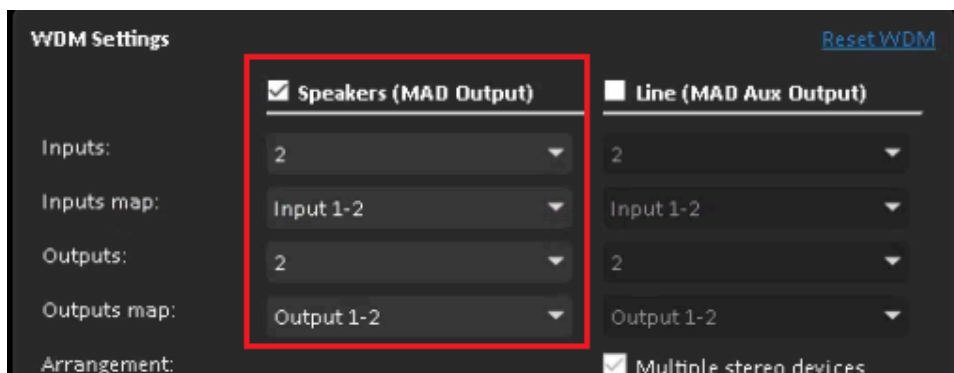 WDM Settings Reset WDM
Speakers (MAD Output) Line (MAD Aux Output)
Inputs: 2 2
Inputs map: Input 1-2 Input 1-2
Outputs: 2 2
Outputs map: Output 1-2 Output 1-2
Arrangement: Multiple stereo devices